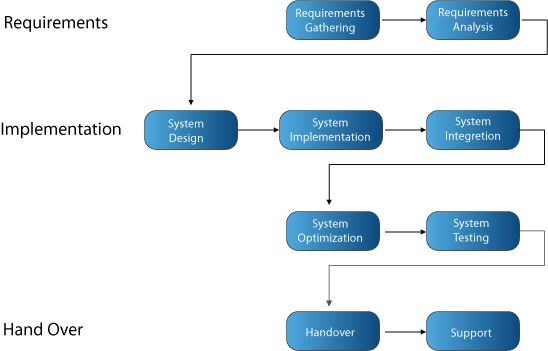 Requirements
Requirements
Gathering
Requirements
Analysis
Implementation
System
Design
System
Implementation
System
Integretion
System
Optimization
System
Testing
Hand Over
Handover
Support